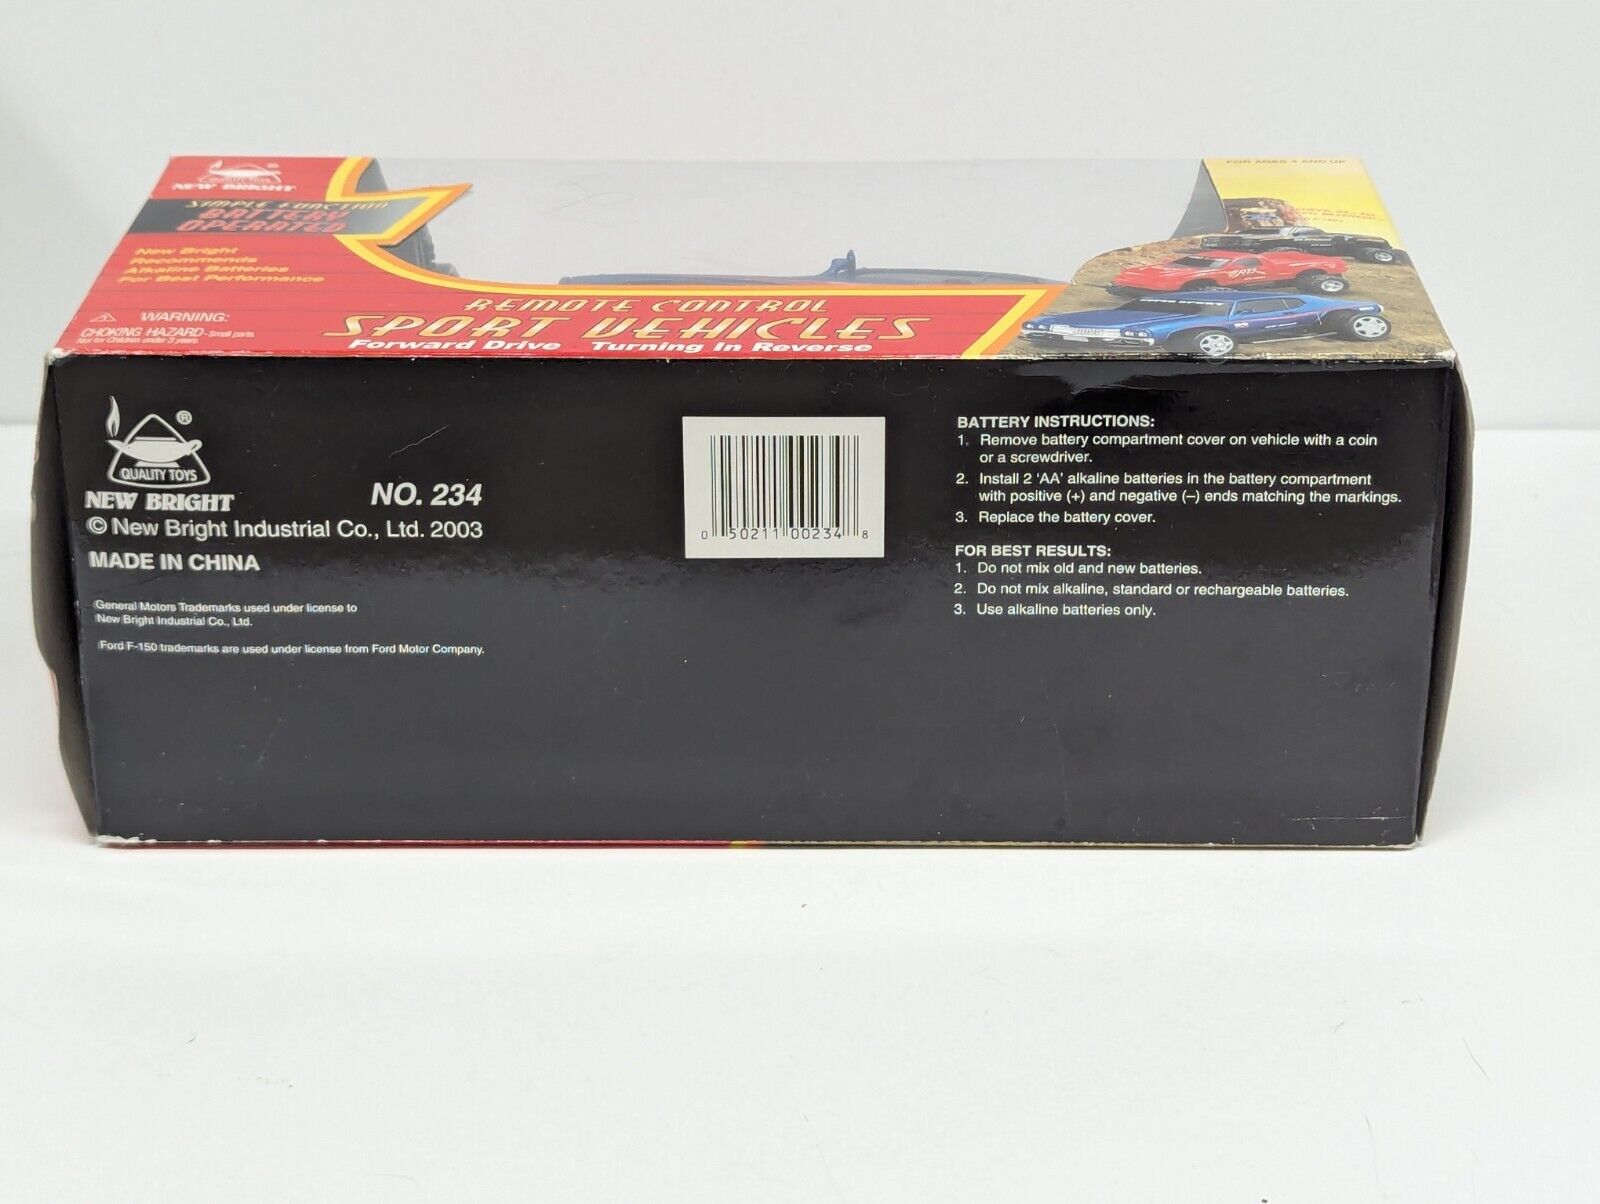 FOR AGES 4 AND UP
QUALITY TOYS
®
NEW BRIGHT
SIMPLE FUNCTION
BATTERY
OPERATED
New Bright
Recommends
Alkaline Batteries
For Best Performance
WARNING:
CHOKING HAZARD-Small parts
Not for Children under 3 years.
REMOTE CONTROL
SPORT VEHICLES
Forward Drive Turning In Reverse
®
QUALITY TOYS
NEW BRIGHT
NO. 234
© New Bright Industrial Co., Ltd. 2003
MADE IN CHINA
General Motors Trademarks used under license to
New Bright Industrial Co., Ltd.
Ford F-150 trademarks are used under license from Ford Motor Company.
0 50211 00234 8
BATTERY INSTRUCTIONS:
1. Remove battery compartment cover on vehicle with a coin
or a screwdriver.
2. Install 2 'AA' alkaline batteries in the battery compartment
with positive (+) and negative (–) ends matching the markings.
3. Replace the battery cover.
FOR BEST RESULTS:
1. Do not mix old and new batteries.
2. Do not mix alkaline, standard or rechargeable batteries.
3. Use alkaline batteries only.